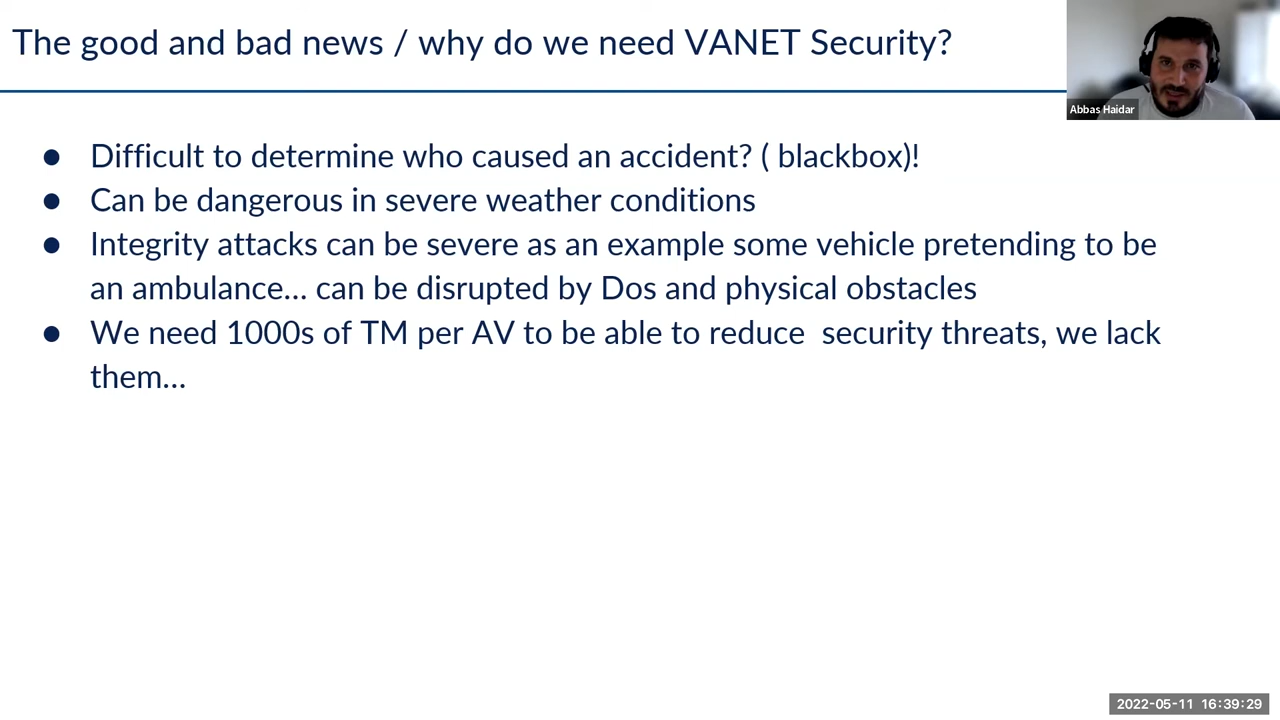 The good and bad news / why do we need VANET Security?
Abbas Haidar
● Difficult to determine who caused an accident? ( blackbox)!
● Can be dangerous in severe weather conditions
● Integrity attacks can be severe as an example some vehicle pretending to be
an ambulance... can be disrupted by Dos and physical obstacles
● We need 1000s of TM per AV to be able to reduce  security threats, we lack
them...
2022-05-11 16:39:29